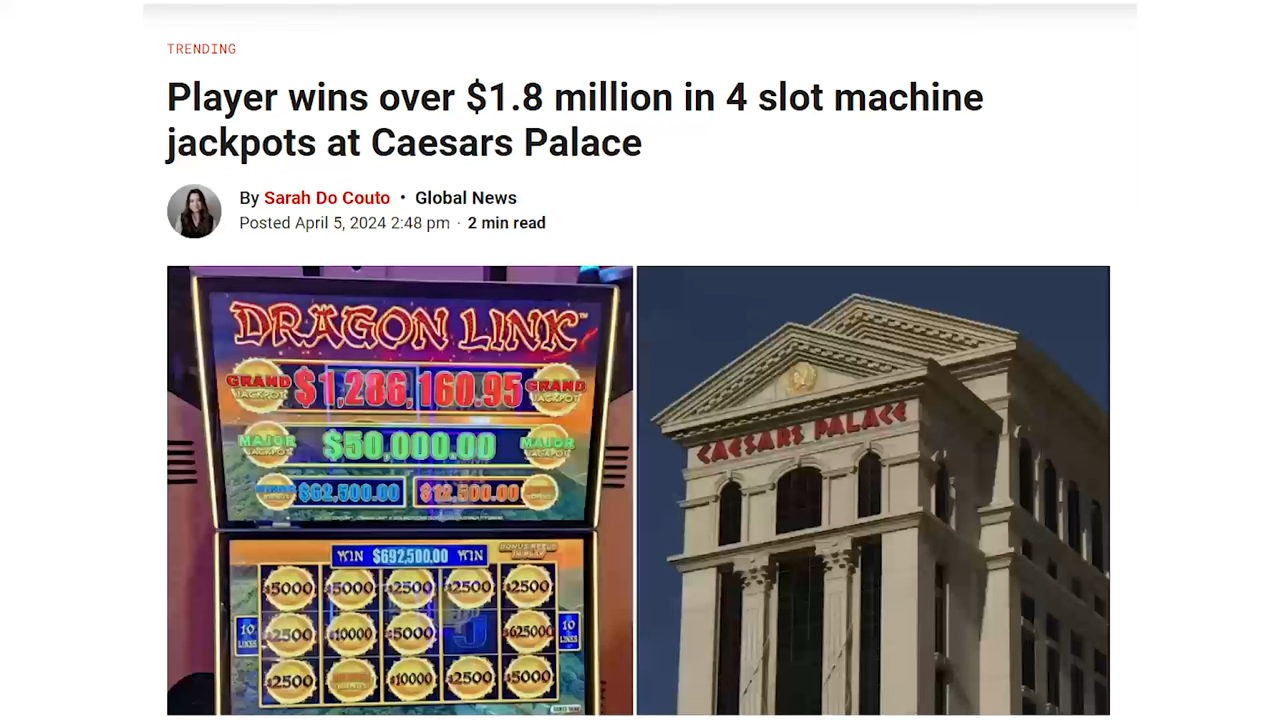 TRENDING
Player wins over $1.8 million in 4 slot machine
jackpots at Caesars Palace
By Sarah Do Couto • Global News
Posted April 5, 2024 2:48 pm · 2 min read
DRAGON LINK™
GRAND JACKPOT $1,286,160.95 GRAND JACKPOT
MAJOR JACKPOT $50,000.00 MAJOR JACKPOT
$62,500.00 $12,500.00
WIN $692,500.00 WIN
$5000 $5000 $2500 $2500 $2500
10 LINES $2500 $10000 $5000 $625000 10 LINES
$2500 $10000 $2500 $5000
CAESARS PALACE